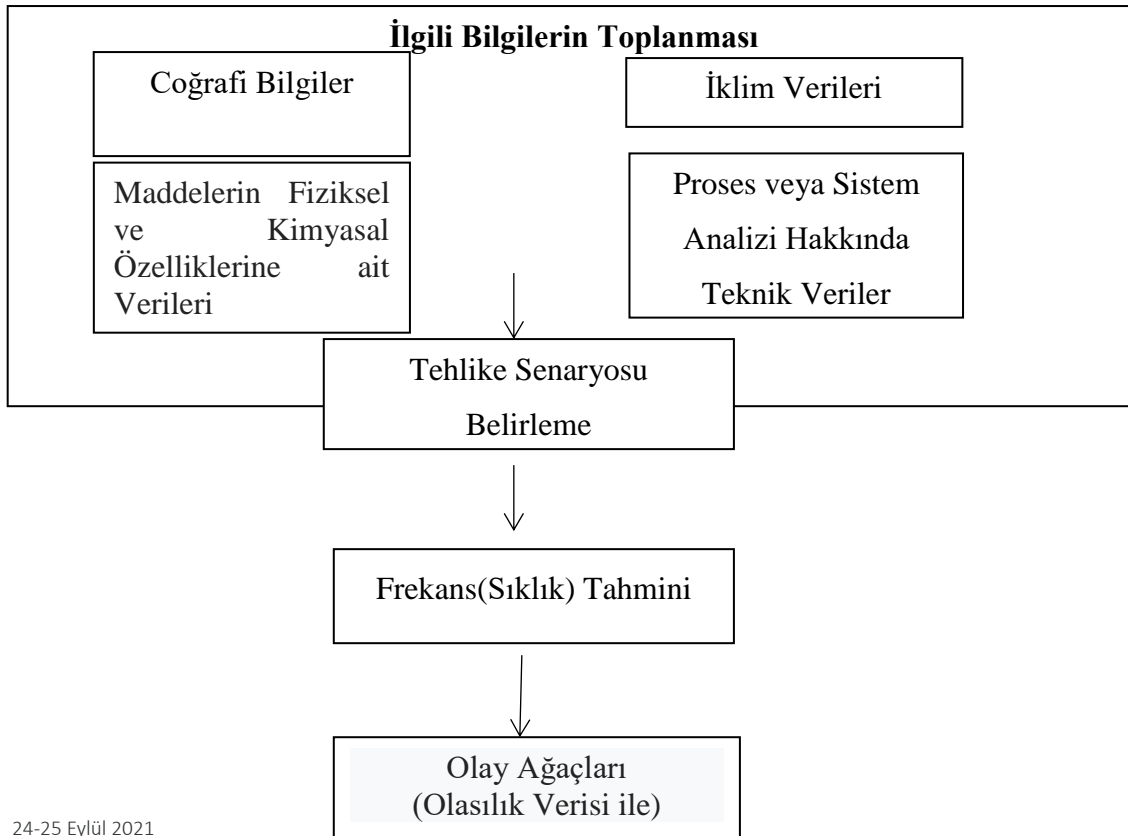 İlgili Bilgilerin Toplanması
Coğrafi Bilgiler
İklim Verileri
Maddelerin Fiziksel
ve Kimyasal
Özelliklerine ait
Verileri
Proses veya Sistem
Analizi Hakkında
Teknik Veriler
Tehlike Senaryosu
Belirleme
Frekans(Sıklık) Tahmini
Olay Ağaçları
(Olasılık Verisi ile)
24-25 Eylül 2021